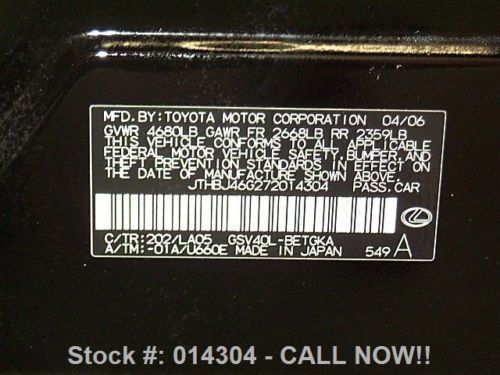 MFD. BY: TOYOTA MOTOR CORPORATION 04/06
GVWR 4680LB GAWR FR 2668LB RR 2359LB
THIS VEHICLE CONFORMS TO ALL APPLICABLE
FEDERAL MOTOR VEHICLE SAFETY, BUMPER, AND
THEFT PREVENTION STANDARDS IN EFFECT ON
THE DATE OF MANUFACTURE SHOWN ABOVE.
JTHBJ46G272014304 PASS. CAR
C/TR: 202/LA05 GSV40L-BETGKA
A/TM: -01A/U660E MADE IN JAPAN 549 A
Stock #: 014304 - CALL NOW!!